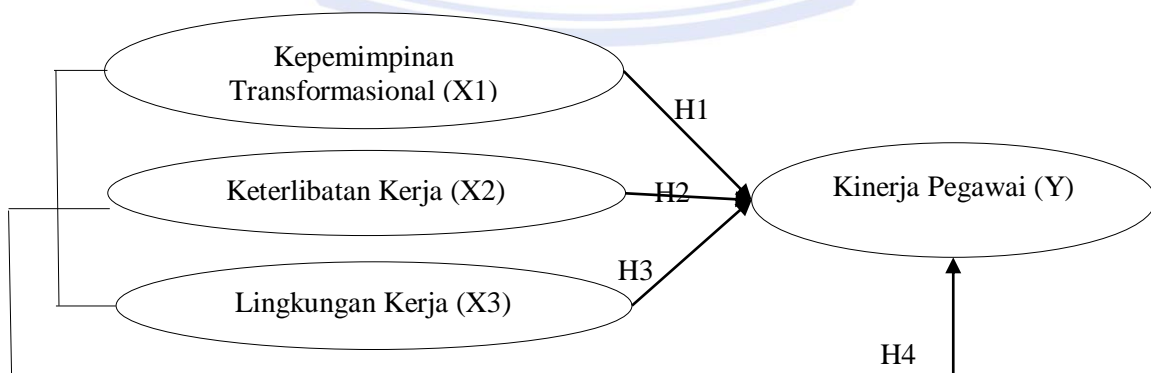 Kepemimpinan
Transformasional (X1)
H1
Keterlibatan Kerja (X2)
H2
Kinerja Pegawai (Y)
H3
Lingkungan Kerja (X3)
H4